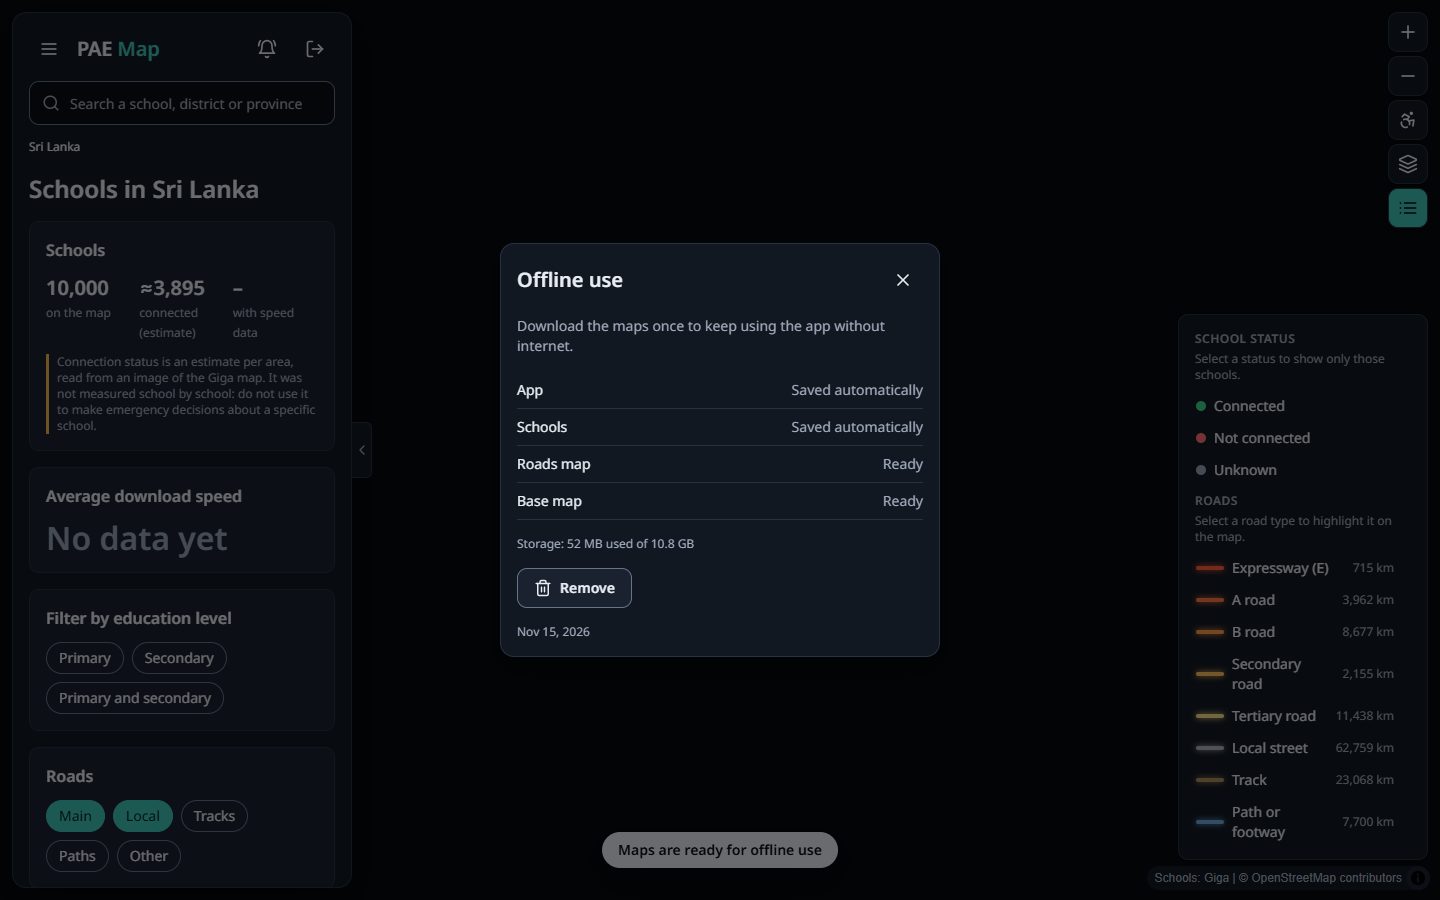 PAE Map
Search a school, district or province
Sri Lanka
Schools in Sri Lanka
Schools
10,000
on the map
≈3,895
connected
(estimate)
–
with speed
data
Connection status is an estimate per area,
read from an image of the Giga map. It was
not measured school by school: do not use it
to make emergency decisions about a specific
school.
Average download speed
No data yet
Filter by education level
Primary
Secondary
Primary and secondary
Roads
Main
Local
Tracks
Paths
Other
Offline use
Download the maps once to keep using the app without
internet.
App Saved automatically
Schools Saved automatically
Roads map Ready
Base map Ready
Storage: 52 MB used of 10.8 GB
Remove
Nov 15, 2026
Maps are ready for offline use
SCHOOL STATUS
Select a status to show only those
schools.
Connected
Not connected
Unknown
ROADS
Select a road type to highlight it on
the map.
Expressway (E) 715 km
A road 3,962 km
B road 8,677 km
Secondary
road 2,155 km
Tertiary road 11,438 km
Local street 62,759 km
Track 23,068 km
Path or
footway 7,700 km
Schools: Giga | © OpenStreetMap contributors